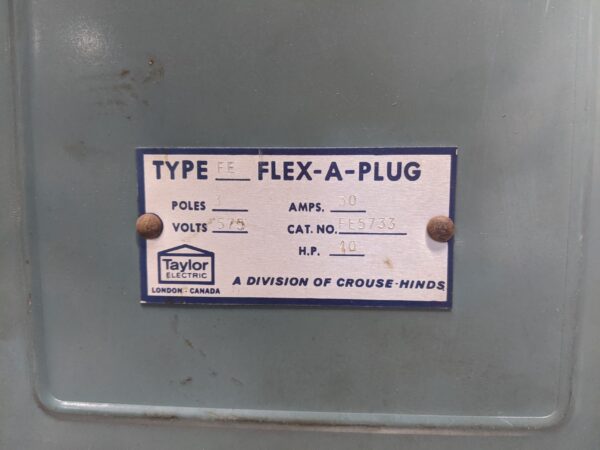 TYPE FE FLEX-A-PLUG
POLES 3 AMPS. 30
VOLTS 575 CAT. NO. FE5733
H.P. 10
Taylor
ELECTRIC
LONDON - CANADA
A DIVISION OF CROUSE-HINDS